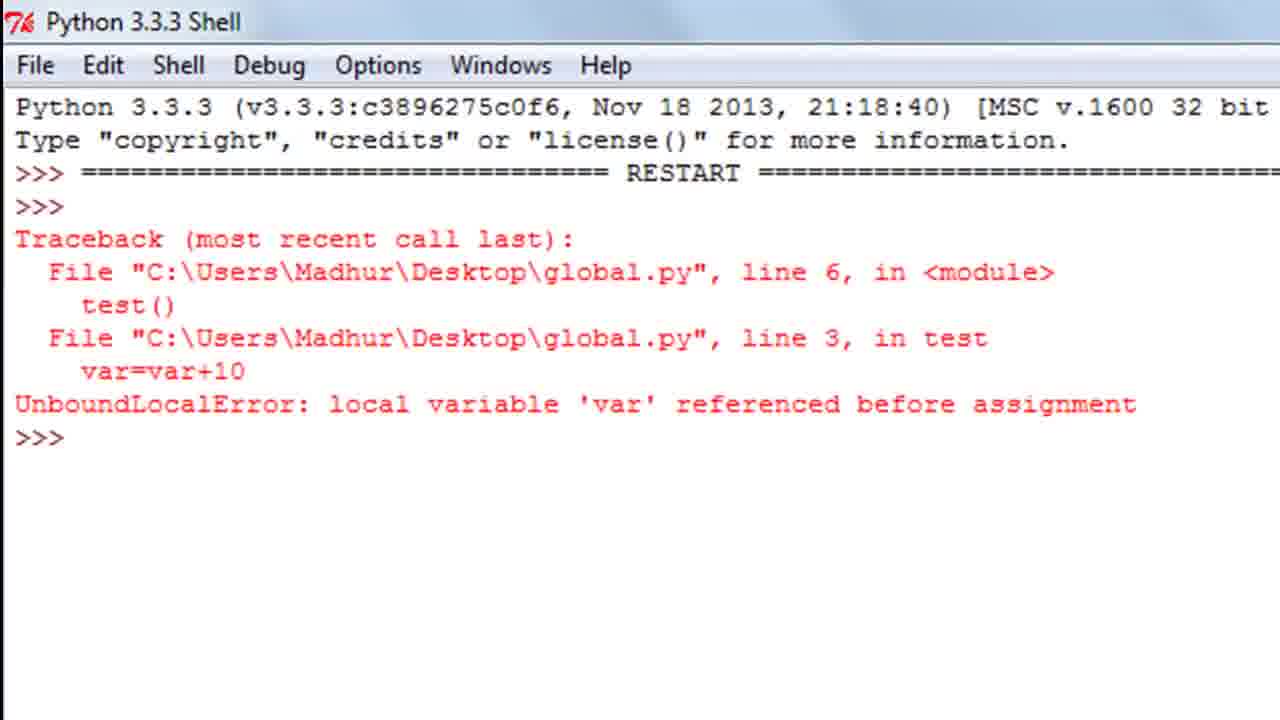 Python 3.3.3 Shell
File Edit Shell Debug Options Windows Help
Python 3.3.3 (v3.3.3:c3896275c0f6, Nov 18 2013, 21:18:40) [MSC v.1600 32 bit
Type "copyright", "credits" or "license()" for more information.
>>> ================================ RESTART ================================
>>>
Traceback (most recent call last):
  File "C:\Users\Madhur\Desktop\global.py", line 6, in <module>
    test()
  File "C:\Users\Madhur\Desktop\global.py", line 3, in test
    var=var+10
UnboundLocalError: local variable 'var' referenced before assignment
>>>